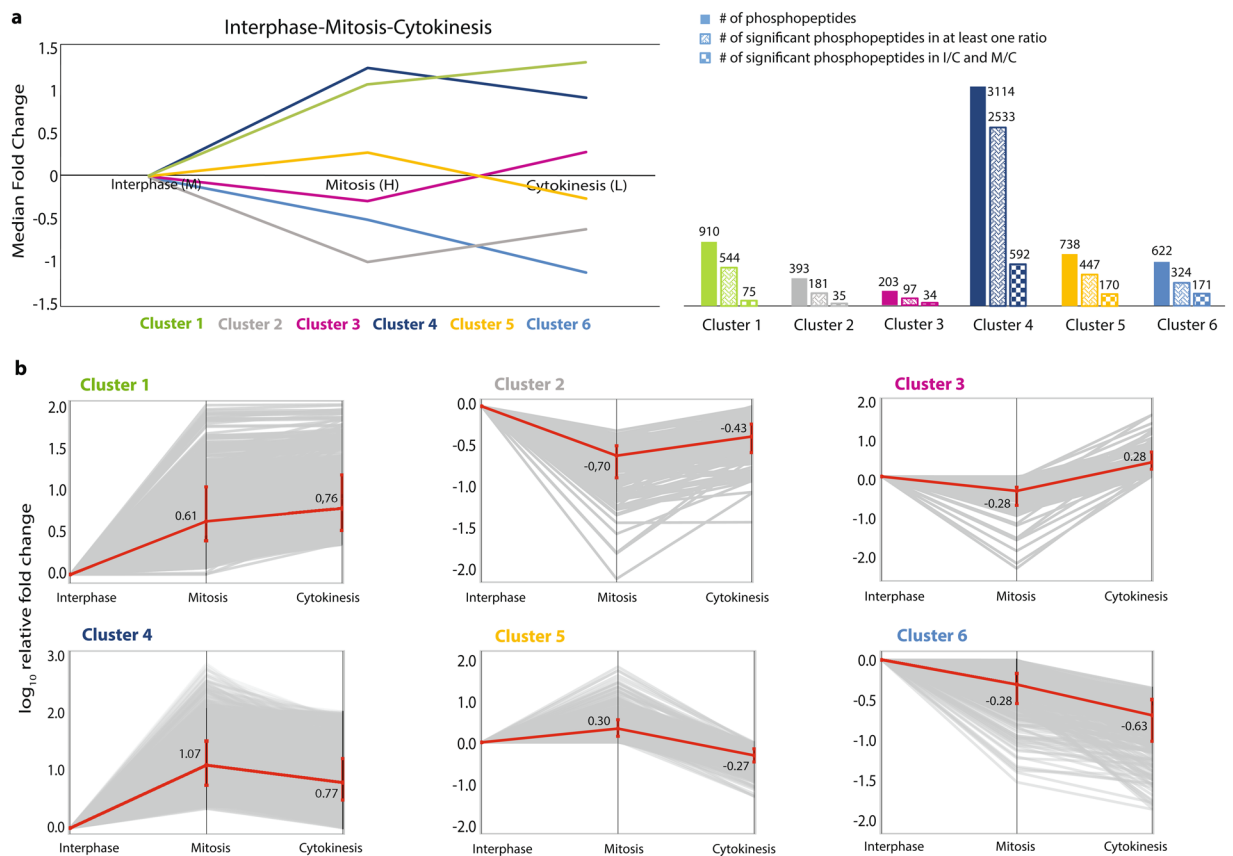 a
Interphase-Mitosis-Cytokinesis
Median Fold Change
1.5
1
0.5
0
-0.5
-1
-1.5
Interphase (M)
Mitosis (H)
Cytokinesis (L)
Cluster 1 Cluster 2 Cluster 3 Cluster 4 Cluster 5 Cluster 6
# of phosphopeptides
# of significant phosphopeptides in at least one ratio
# of significant phosphopeptides in I/C and M/C
910
544
75
393
181
35
203
97
34
3114
2533
592
738
447
170
622
324
171
Cluster 1 Cluster 2 Cluster 3 Cluster 4 Cluster 5 Cluster 6
b
log10 relative fold change
Cluster 1
2.0
1.5
1.0
0.5
0.0
0.61
0,76
Interphase Mitosis Cytokinesis
Cluster 2
0.0
-0.5
-1.0
-1.5
-2.0
-0,70
-0.43
Interphase Mitosis Cytokinesis
Cluster 3
2.0
1.0
0.0
-1.0
-2.0
-0.28
0.28
Interphase Mitosis Cytokinesis
Cluster 4
3.0
2.0
1.0
0.0
1.07
0.77
Interphase Mitosis Cytokinesis
Cluster 5
2.0
1.0
0.0
-1.0
-2.0
0.30
-0.27
Interphase Mitosis Cytokinesis
Cluster 6
0.0
-0.5
-1.0
-1.5
-2.0
-0.28
-0.63
Interphase Mitosis Cytokinesis